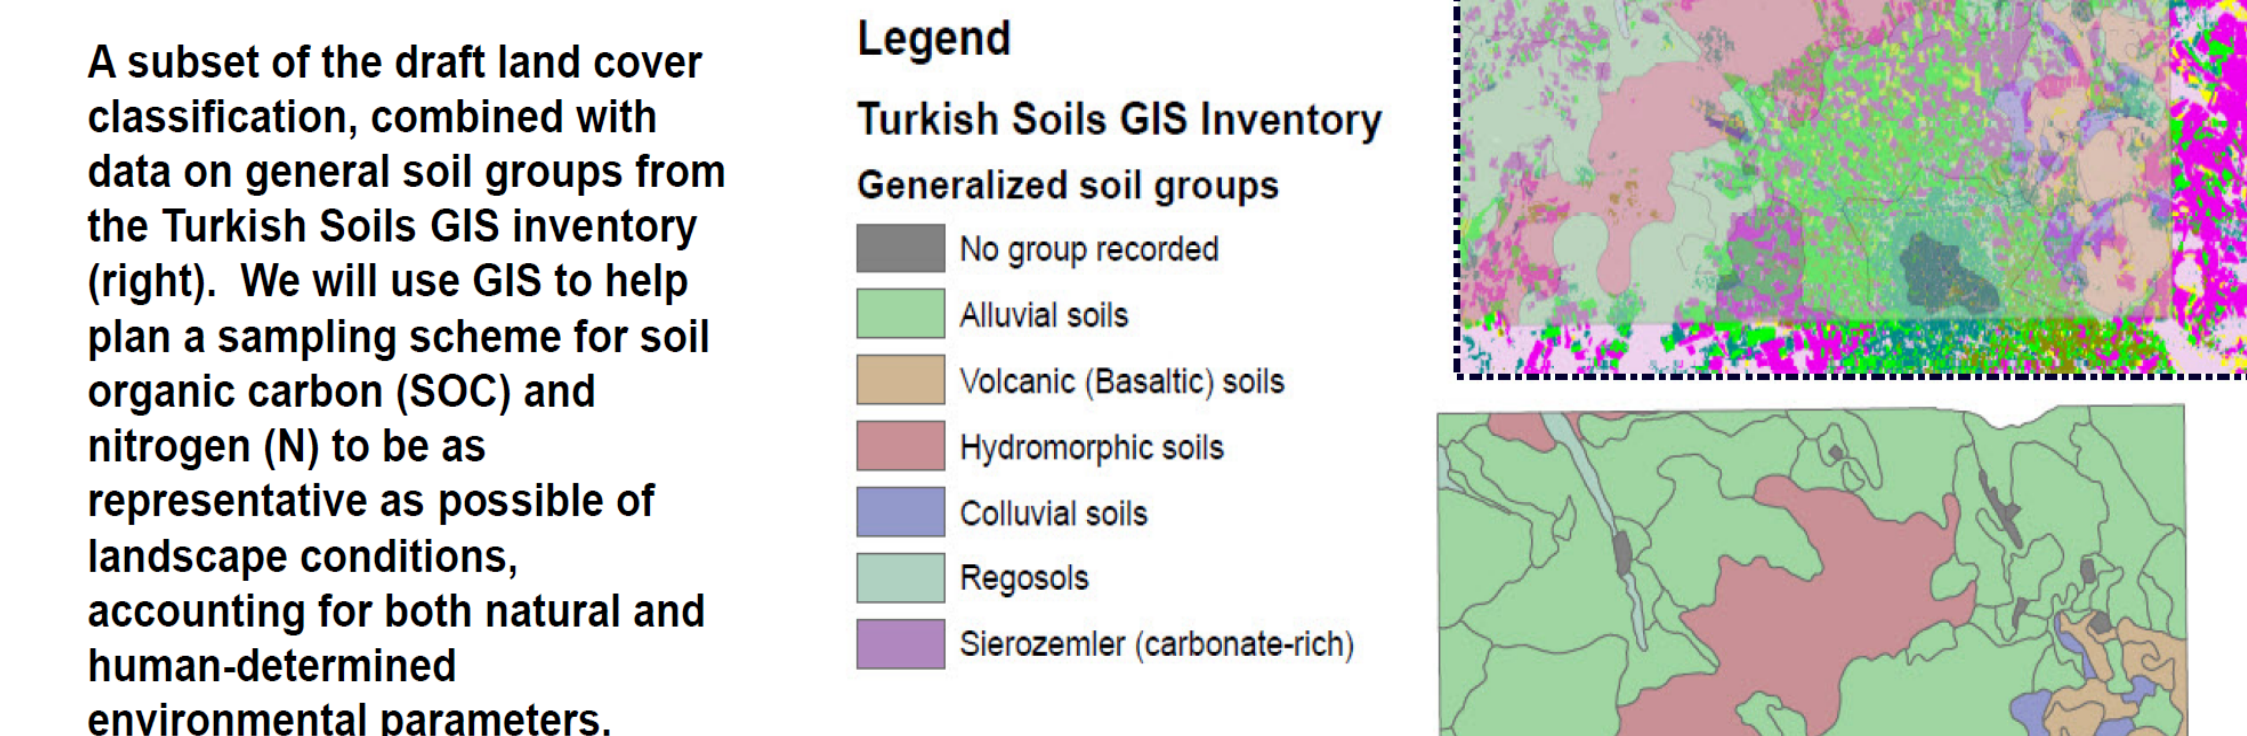 A subset of the draft land cover
classification, combined with
data on general soil groups from
the Turkish Soils GIS inventory
(right).  We will use GIS to help
plan a sampling scheme for soil
organic carbon (SOC) and
nitrogen (N) to be as
representative as possible of
landscape conditions,
accounting for both natural and
human-determined
environmental parameters.
Legend
Turkish Soils GIS Inventory
Generalized soil groups
No group recorded
Alluvial soils
Volcanic (Basaltic) soils
Hydromorphic soils
Colluvial soils
Regosols
Sierozemler (carbonate-rich)